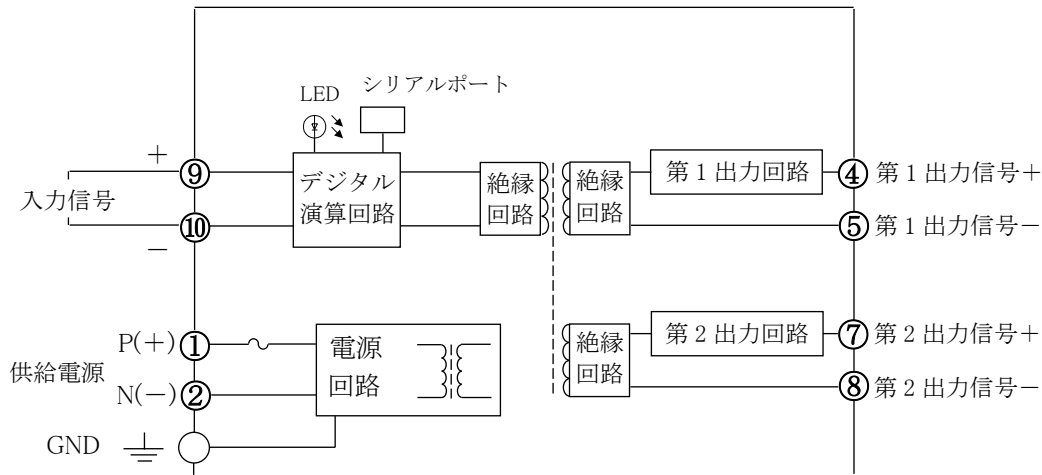 シリアルポート
LED
+
⑨
入力信号
⑩
−
デジタル
演算回路
絶縁
回路
絶縁
回路
第1出力回路
④ 第1出力信号+
⑤ 第1出力信号−
P(+) ①
供給電源
N(−) ②
GND
電源
回路
絶縁
回路
第2出力回路
⑦ 第2出力信号+
⑧ 第2出力信号−